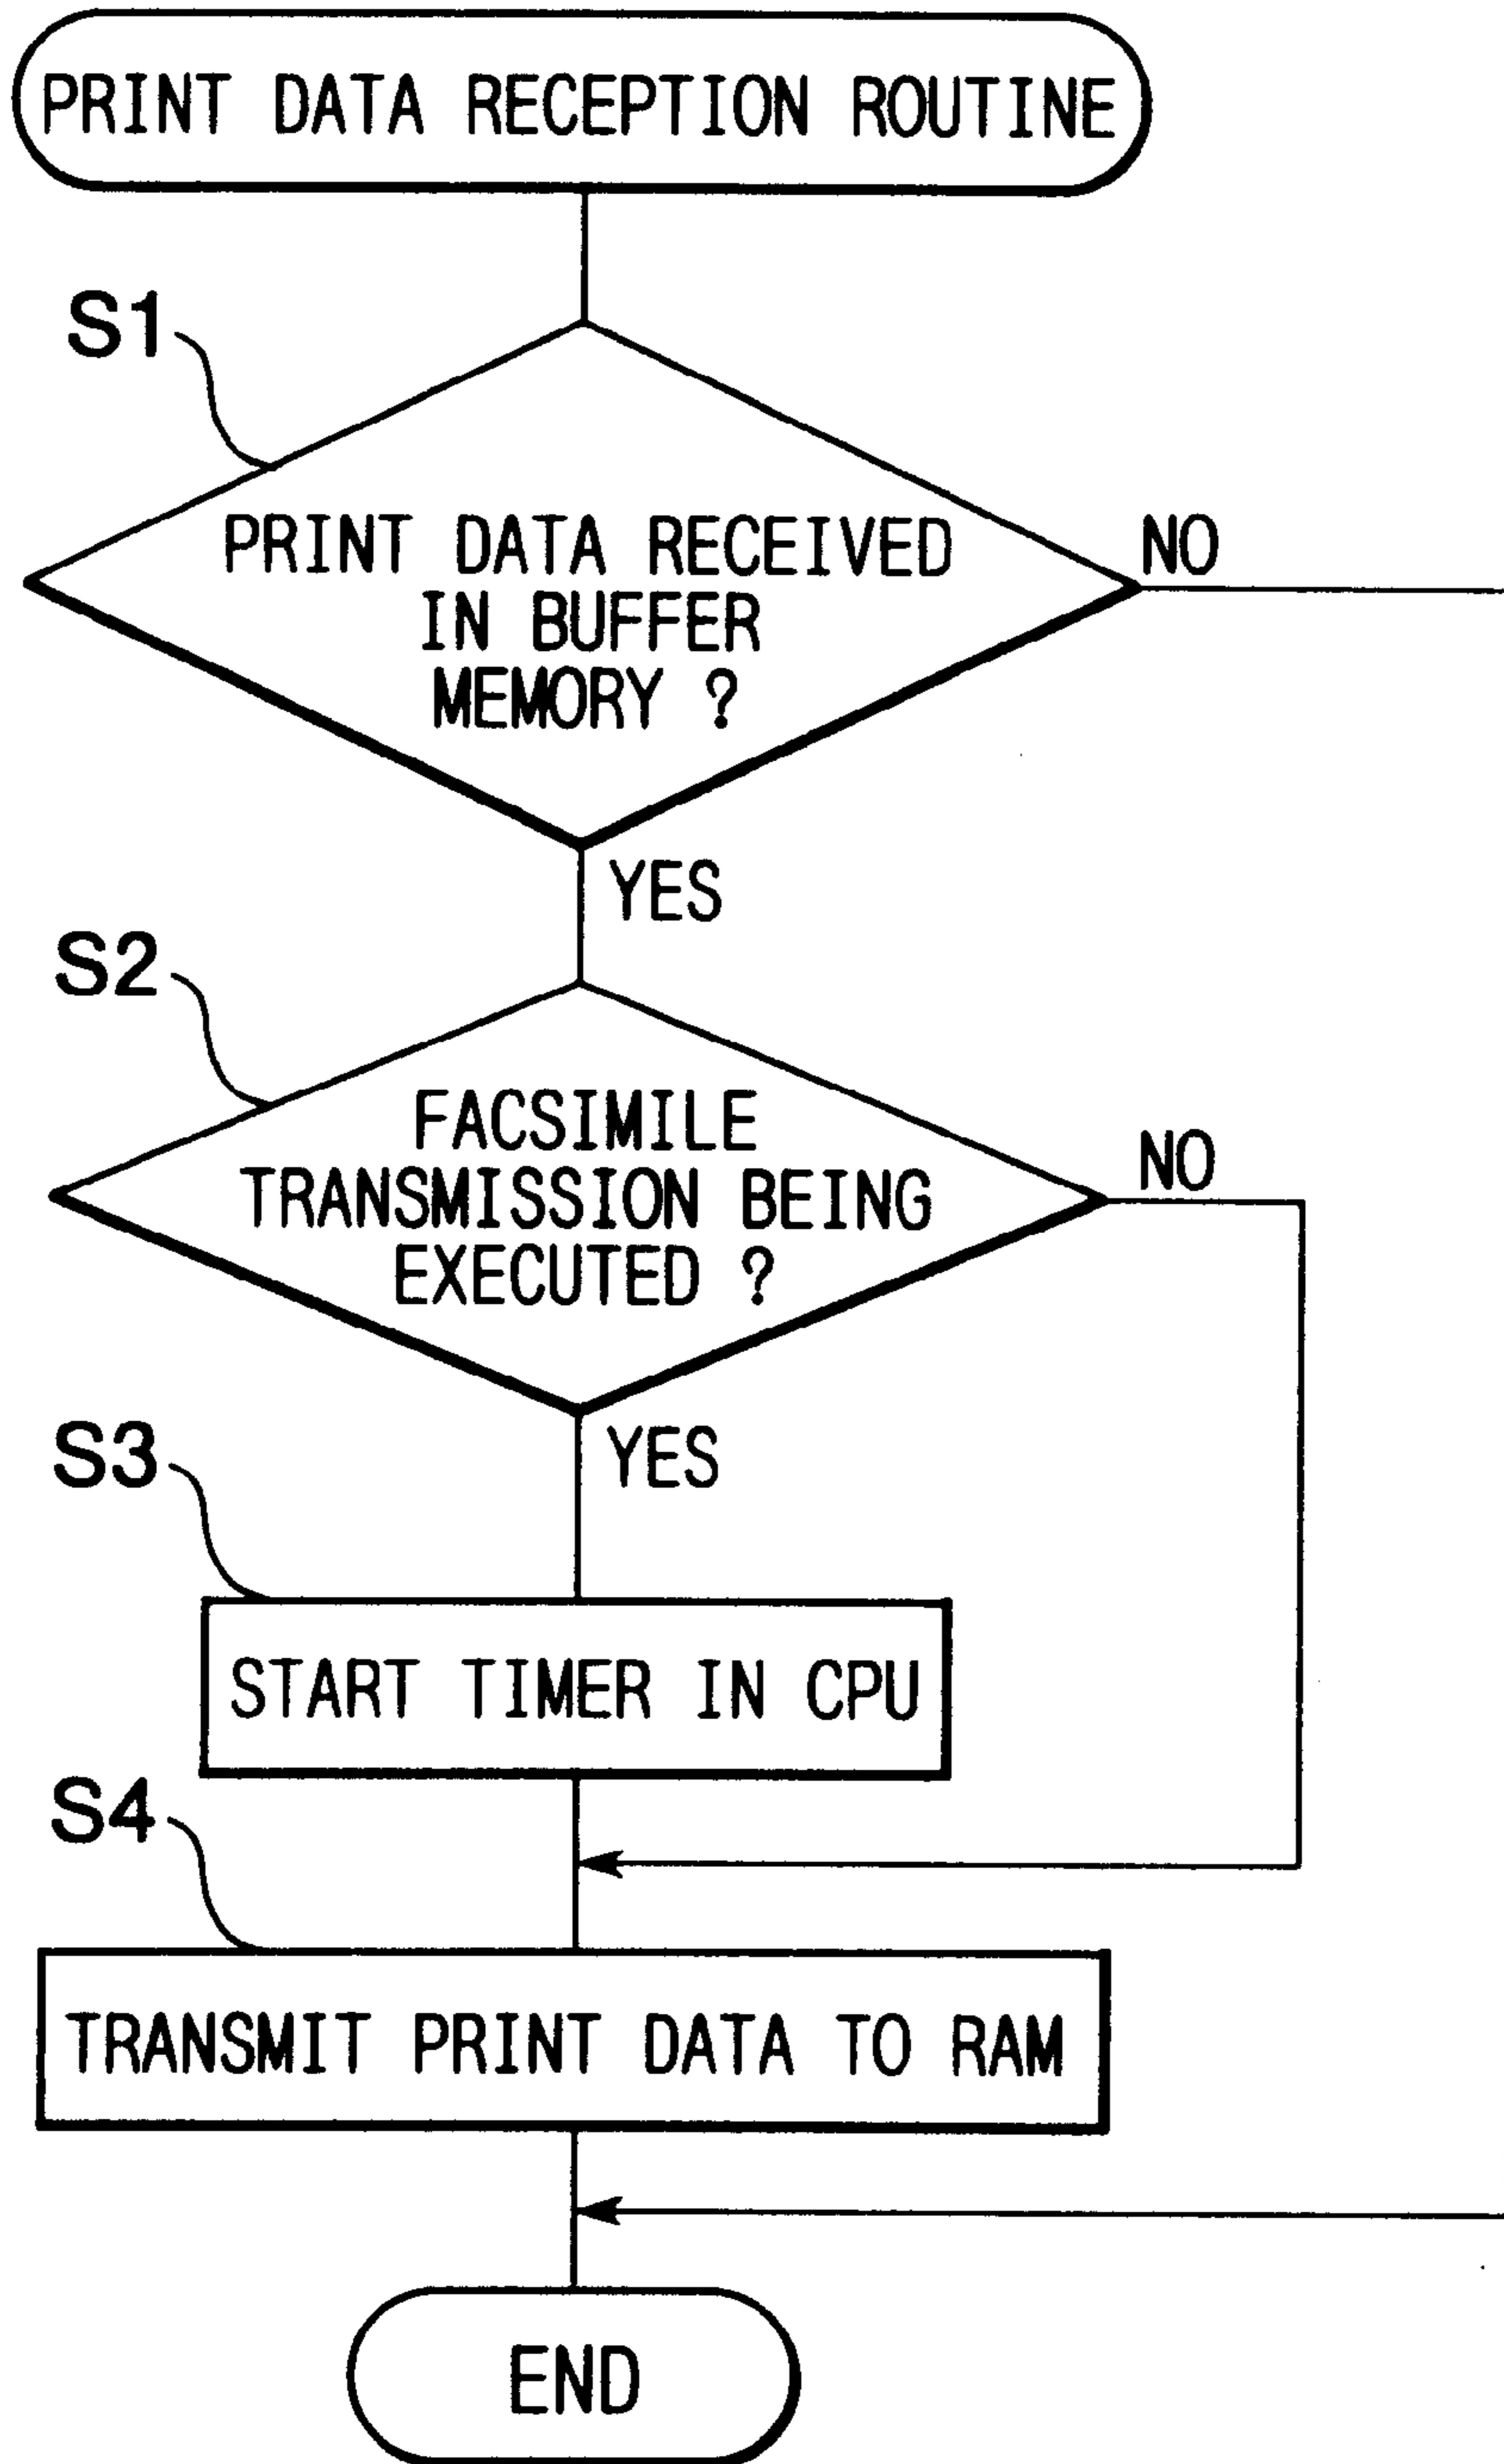 PRINT DATA RECEPTION ROUTINE
S1
PRINT DATA RECEIVED
IN BUFFER
MEMORY ?
NO
YES
S2
FACSIMILE
TRANSMISSION BEING
EXECUTED ?
NO
YES
S3
START TIMER IN CPU
S4
TRANSMIT PRINT DATA TO RAM
END